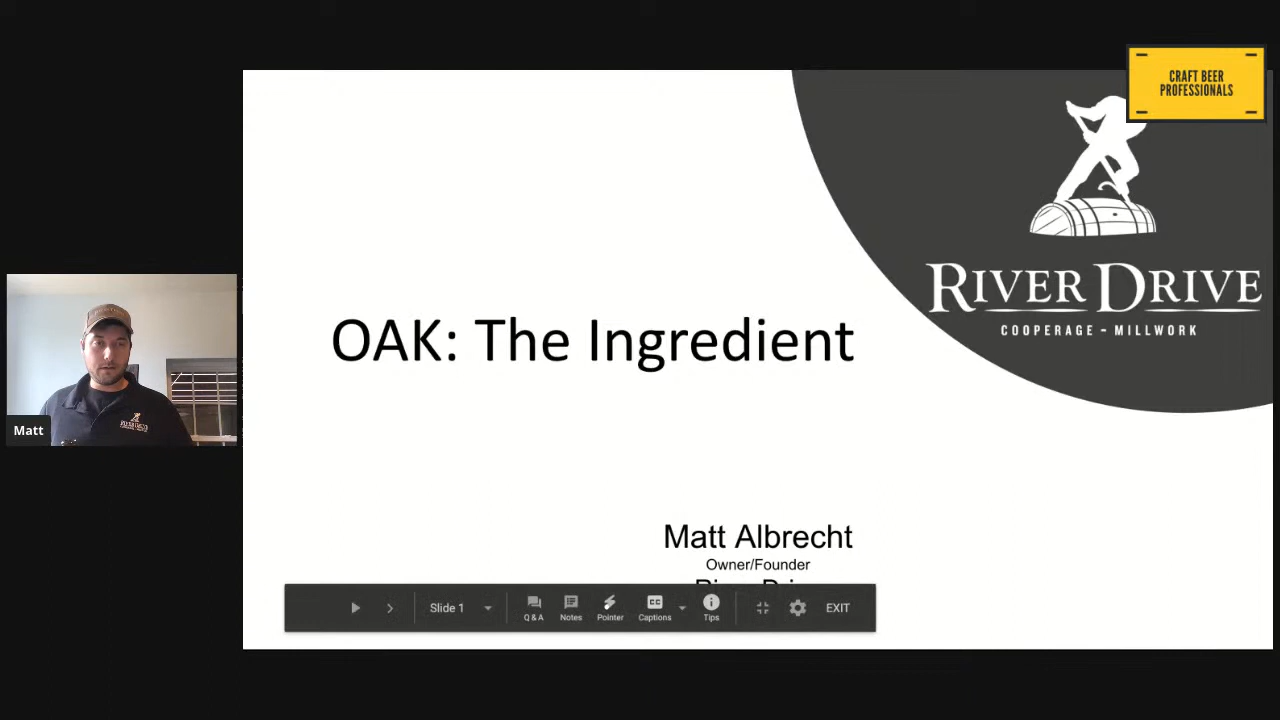 CRAFT BEER
PROFESSIONALS
RIVER DRIVE
COOPERAGE - MILLWORK
OAK: The Ingredient
Matt
Matt Albrecht
Owner/Founder
Slide 1
Q & A
Notes
Pointer
CC
Captions
Tips
EXIT